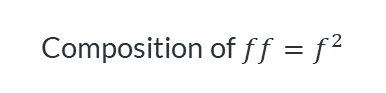 Composition of ff = f²